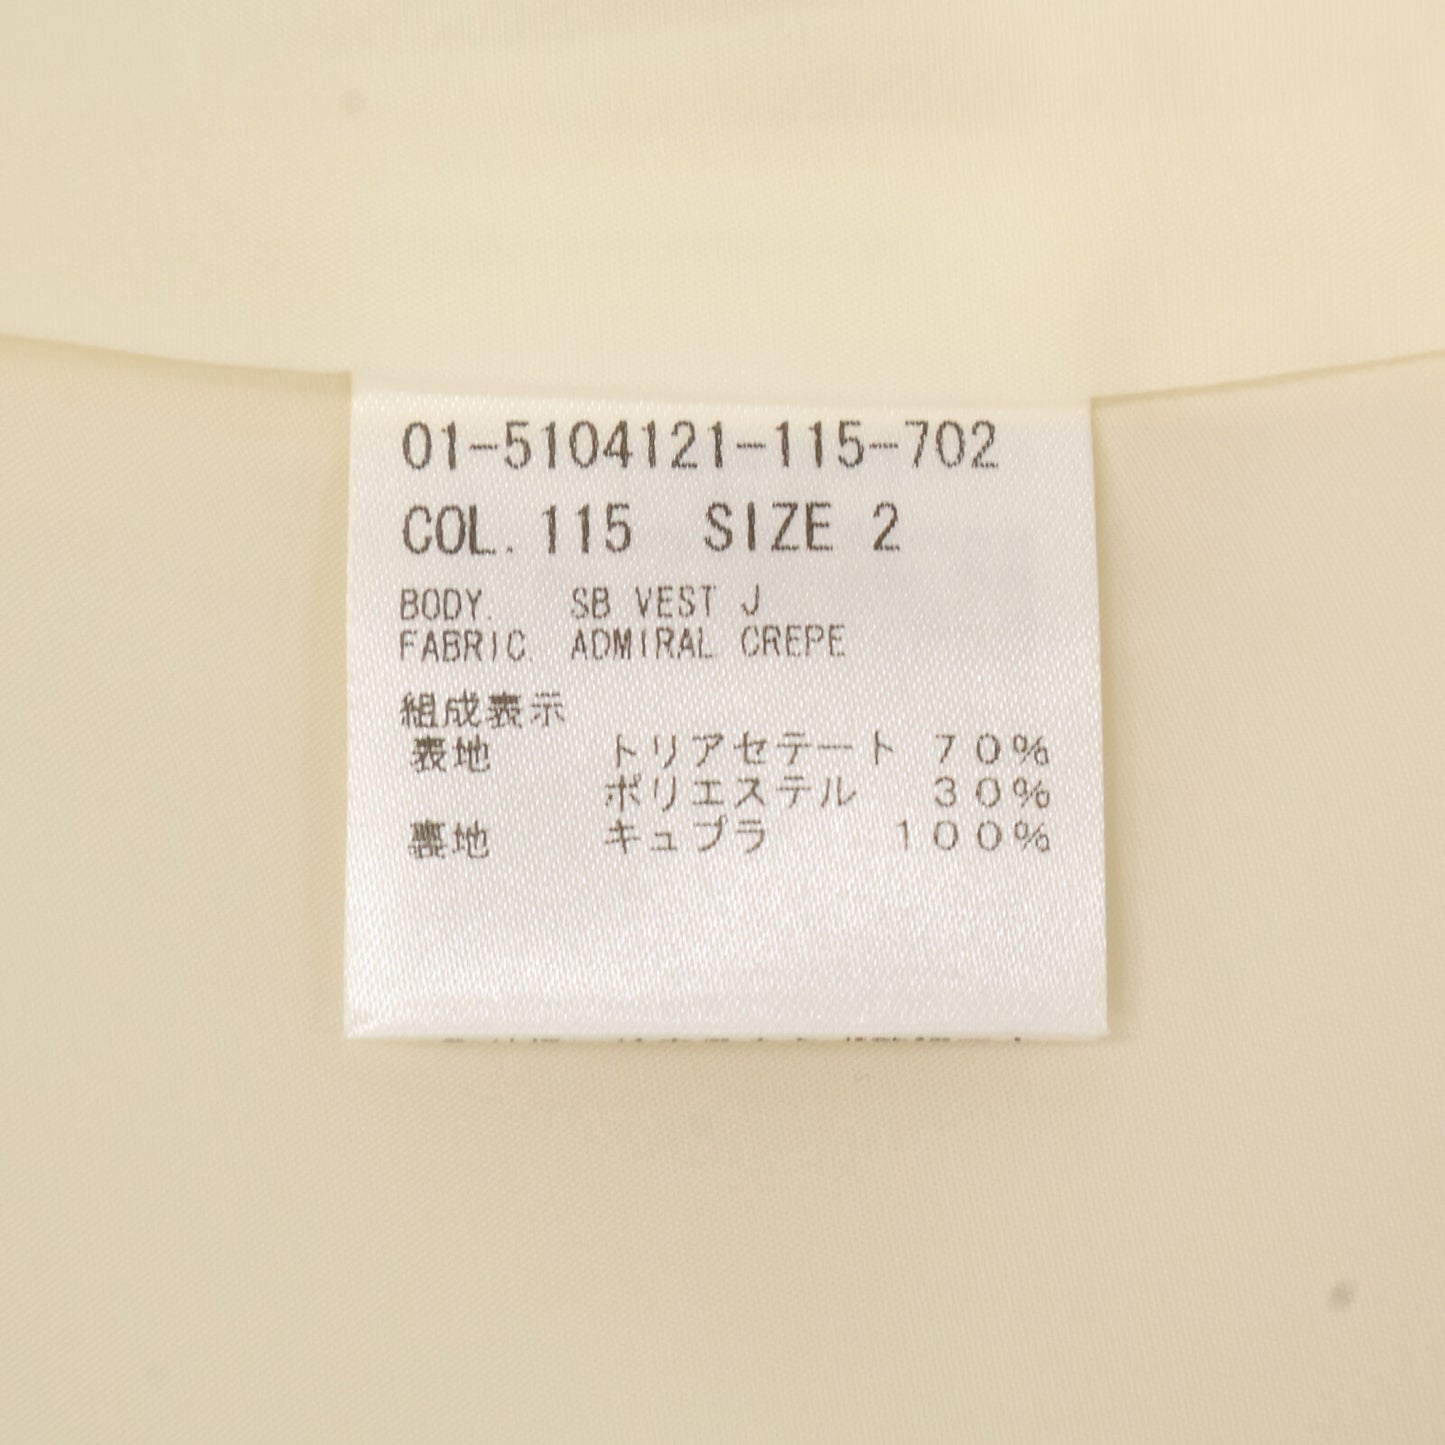 01-5104121-115-702
COL. 115 SIZE 2
BODY. SB VEST J
FABRIC. ADMIRAL CREPE
組成表示
表地 トリアセテート 70%
ポリエステル 30%
裏地 キュプラ 100%